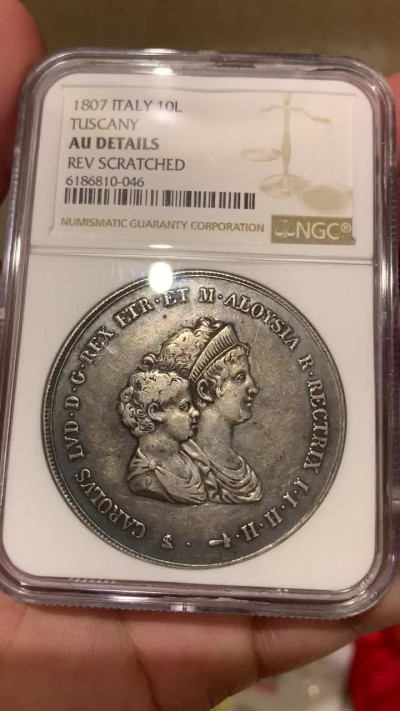 1807 ITALY 10L
TUSCANY
AU DETAILS
REV SCRATCHED
6186810-046
NUMISMATIC GUARANTY CORPORATION
NGC®
CAROLVS LVD·D·G·REX ETR·ET M·ALOYSIA R·RECTRIX I·I·H·H·